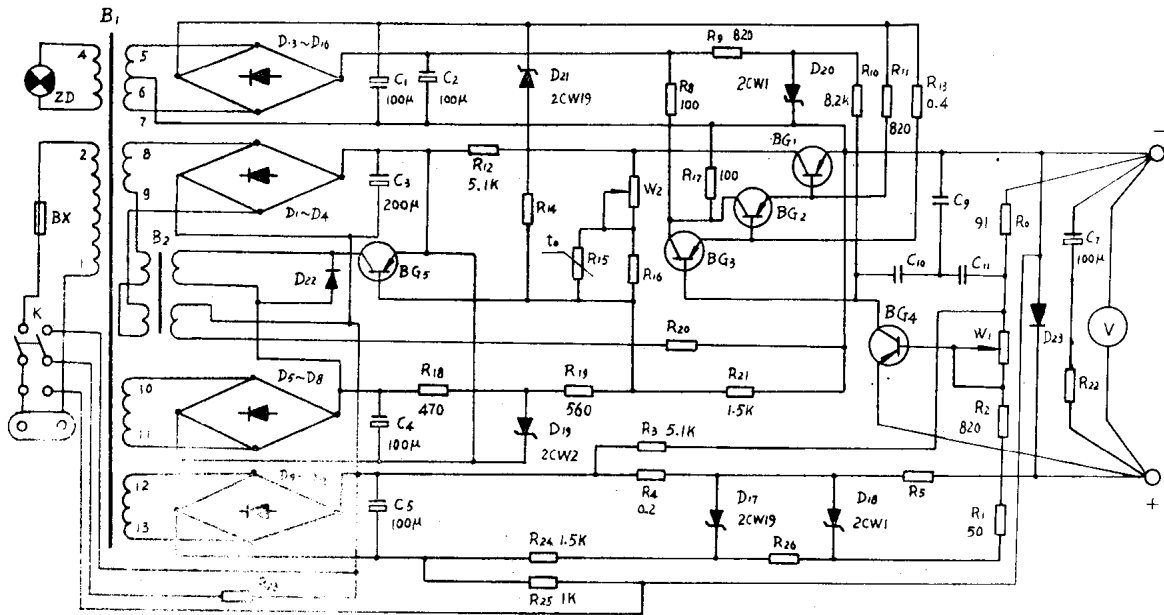 B1
4
ZD
5
6
7
D13~D16
C1
100μ
C2
100μ
D21
2CW19
R9 820
R8
100
D20
2CW1
R10
8.2K
R11
820
R13
0.4
2
BX
1
8
9
D1~D4
C3
200μ
R12
5.1K
R14
W2
t°
R15
R16
R17
100
BG1
BG2
BG3
C9
C10
C11
91
R0
C7
100μ
−
B2
D22
BG5
K
R20
BG4
W1
D23
V
R22
10
11
D5~D8
C4
100μ
R18
470
R19
560
D19
2CW2
R21
1.5K
R2
820
R3 5.1K
12
13
C5
100μ
R4
0.2
D17
2CW19
D18
2CW1
R5
R1
50
+
R24 1.5K
R26
R25 1K